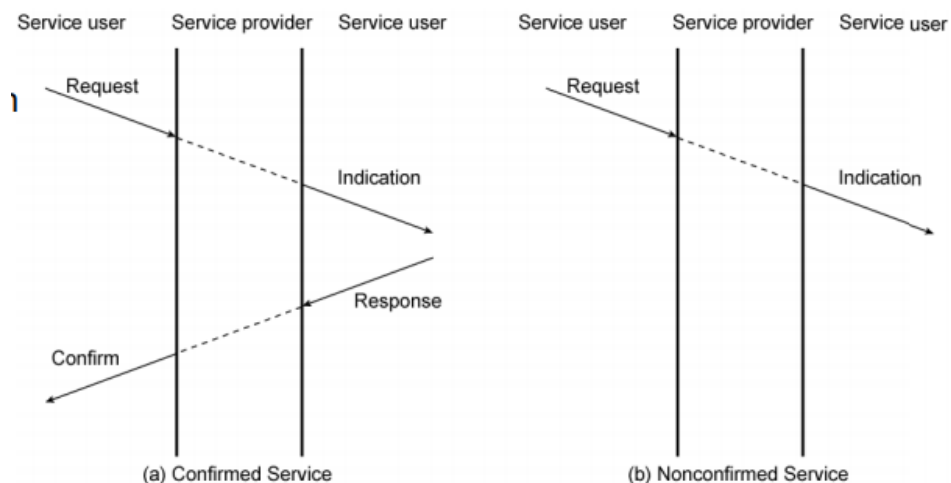 Service user Service provider Service user
Request
Indication
Response
Confirm
(a) Confirmed Service
Service user Service provider Service user
Request
Indication
(b) Nonconfirmed Service